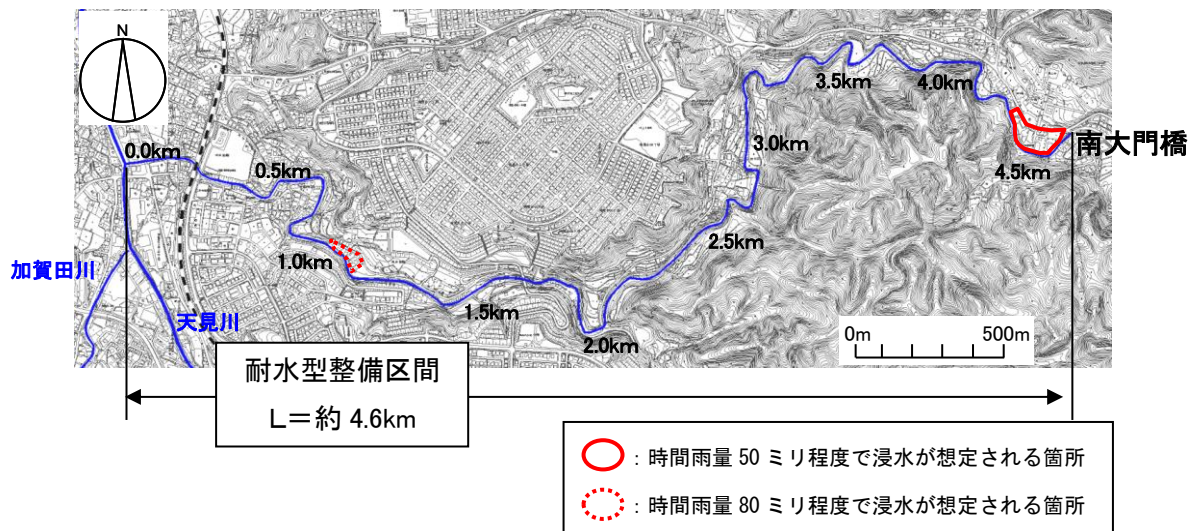 N
0.0km
0.5km
1.0km
1.5km
2.0km
2.5km
3.0km
3.5km
4.0km
4.5km
南大門橋
加賀田川
天見川
0m 500m
耐水型整備区間
L=約 4.6km
：時間雨量 50 ミリ程度で浸水が想定される箇所
：時間雨量 80 ミリ程度で浸水が想定される箇所